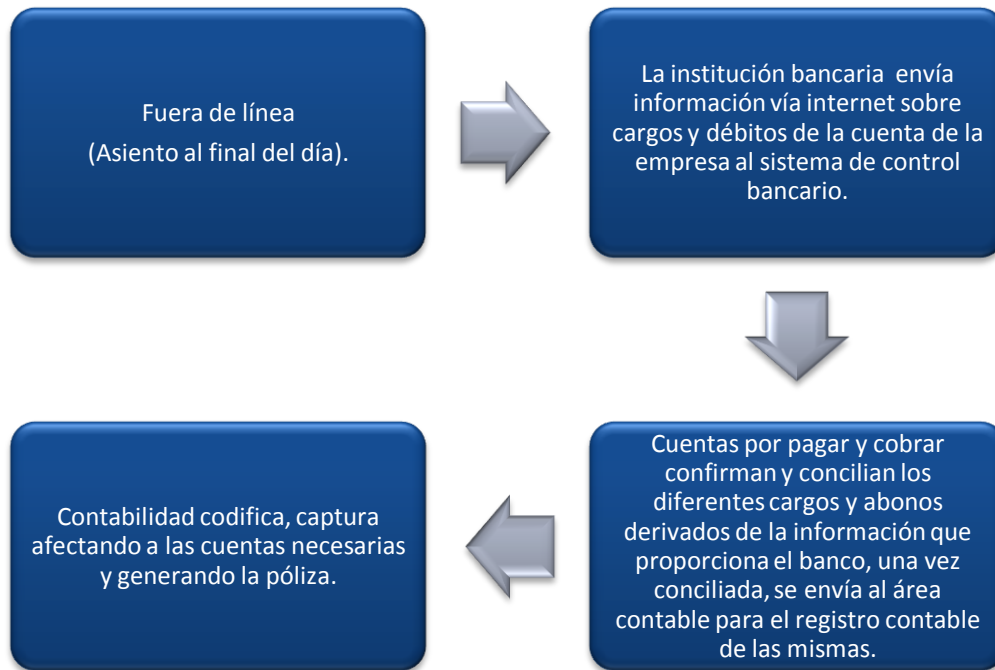 Fuera de línea
(Asiento al final del día).
La institución bancaria envía
información vía internet sobre
cargos y débitos de la cuenta de la
empresa al sistema de control
bancario.
Cuentas por pagar y cobrar
confirman y concilian los
diferentes cargos y abonos
derivados de la información que
proporciona el banco, una vez
conciliada, se envía al área
contable para el registro contable
de las mismas.
Contabilidad codifica, captura
afectando a las cuentas necesarias
y generando la póliza.